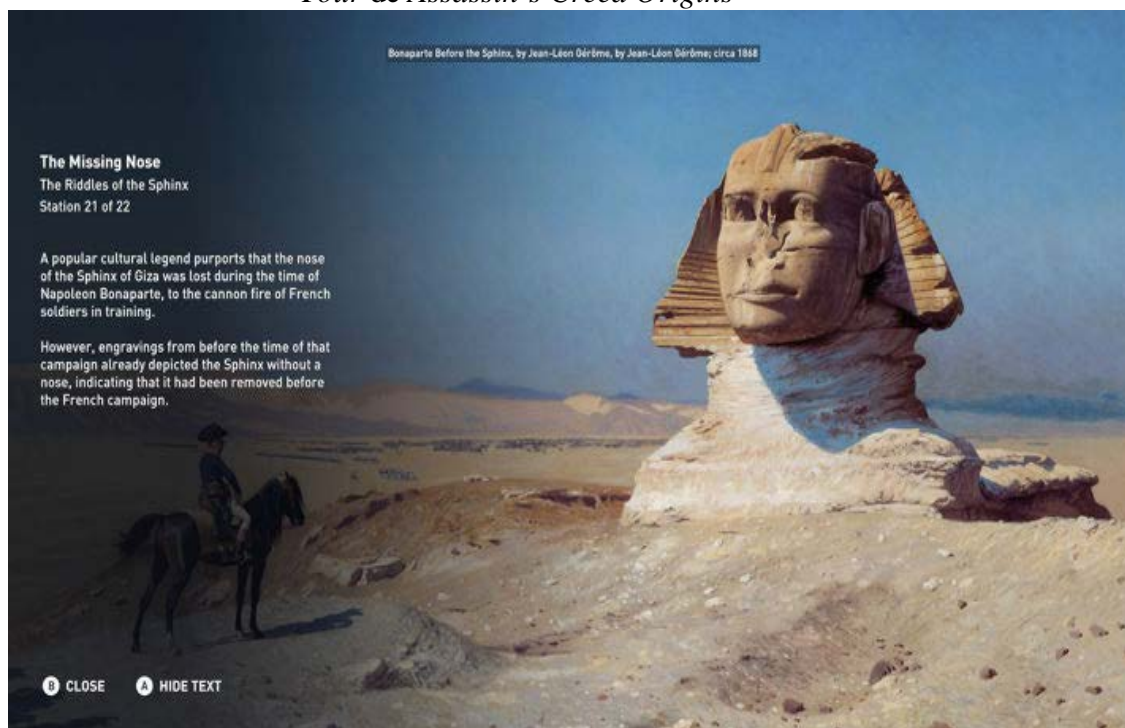 Tour de Assassin's Creed Origins
Bonaparte Before the Sphinx, by Jean-Léon Gérôme, by Jean-Léon Gérôme; circa 1868
The Missing Nose
The Riddles of the Sphinx
Station 21 of 22
A popular cultural legend purports that the nose
of the Sphinx of Giza was lost during the time of
Napoleon Bonaparte, to the cannon fire of French
soldiers in training.
However, engravings from before the time of that
campaign already depicted the Sphinx without a
nose, indicating that it had been removed before
the French campaign.
B CLOSE
A HIDE TEXT